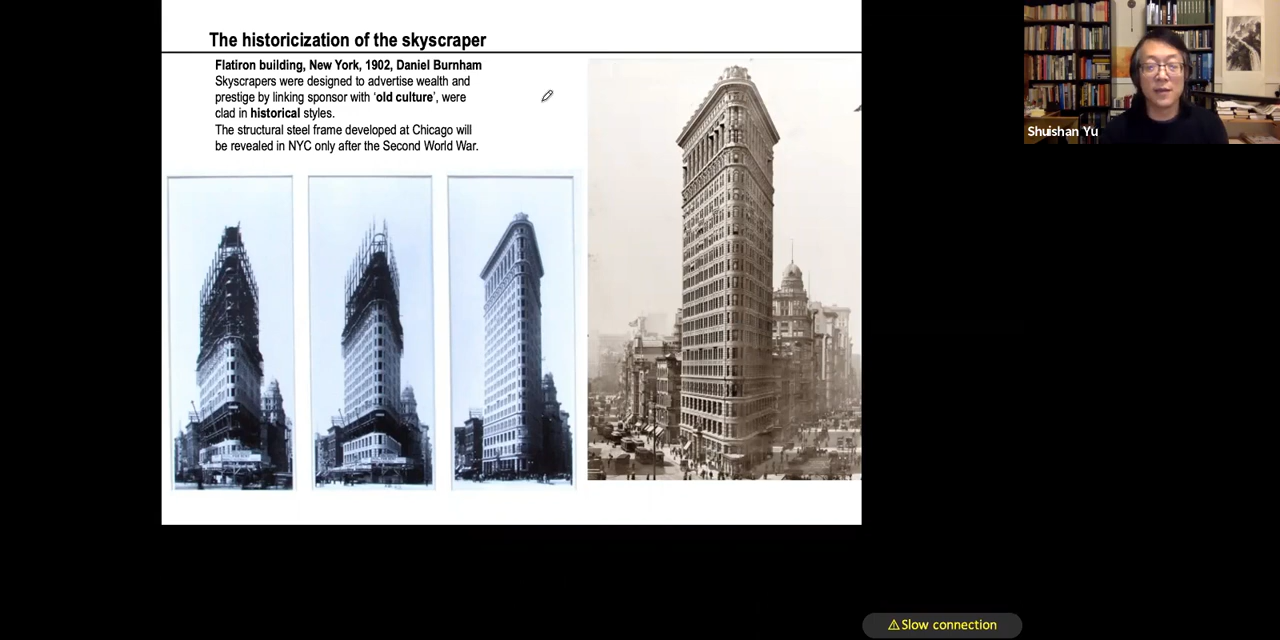 The historicization of the skyscraper
Flatiron building, New York, 1902, Daniel Burnham
Skyscrapers were designed to advertise wealth and
prestige by linking sponsor with ‘old culture’, were
clad in historical styles.
The structural steel frame developed at Chicago will
be revealed in NYC only after the Second World War.
Shuishan Yu
Slow connection